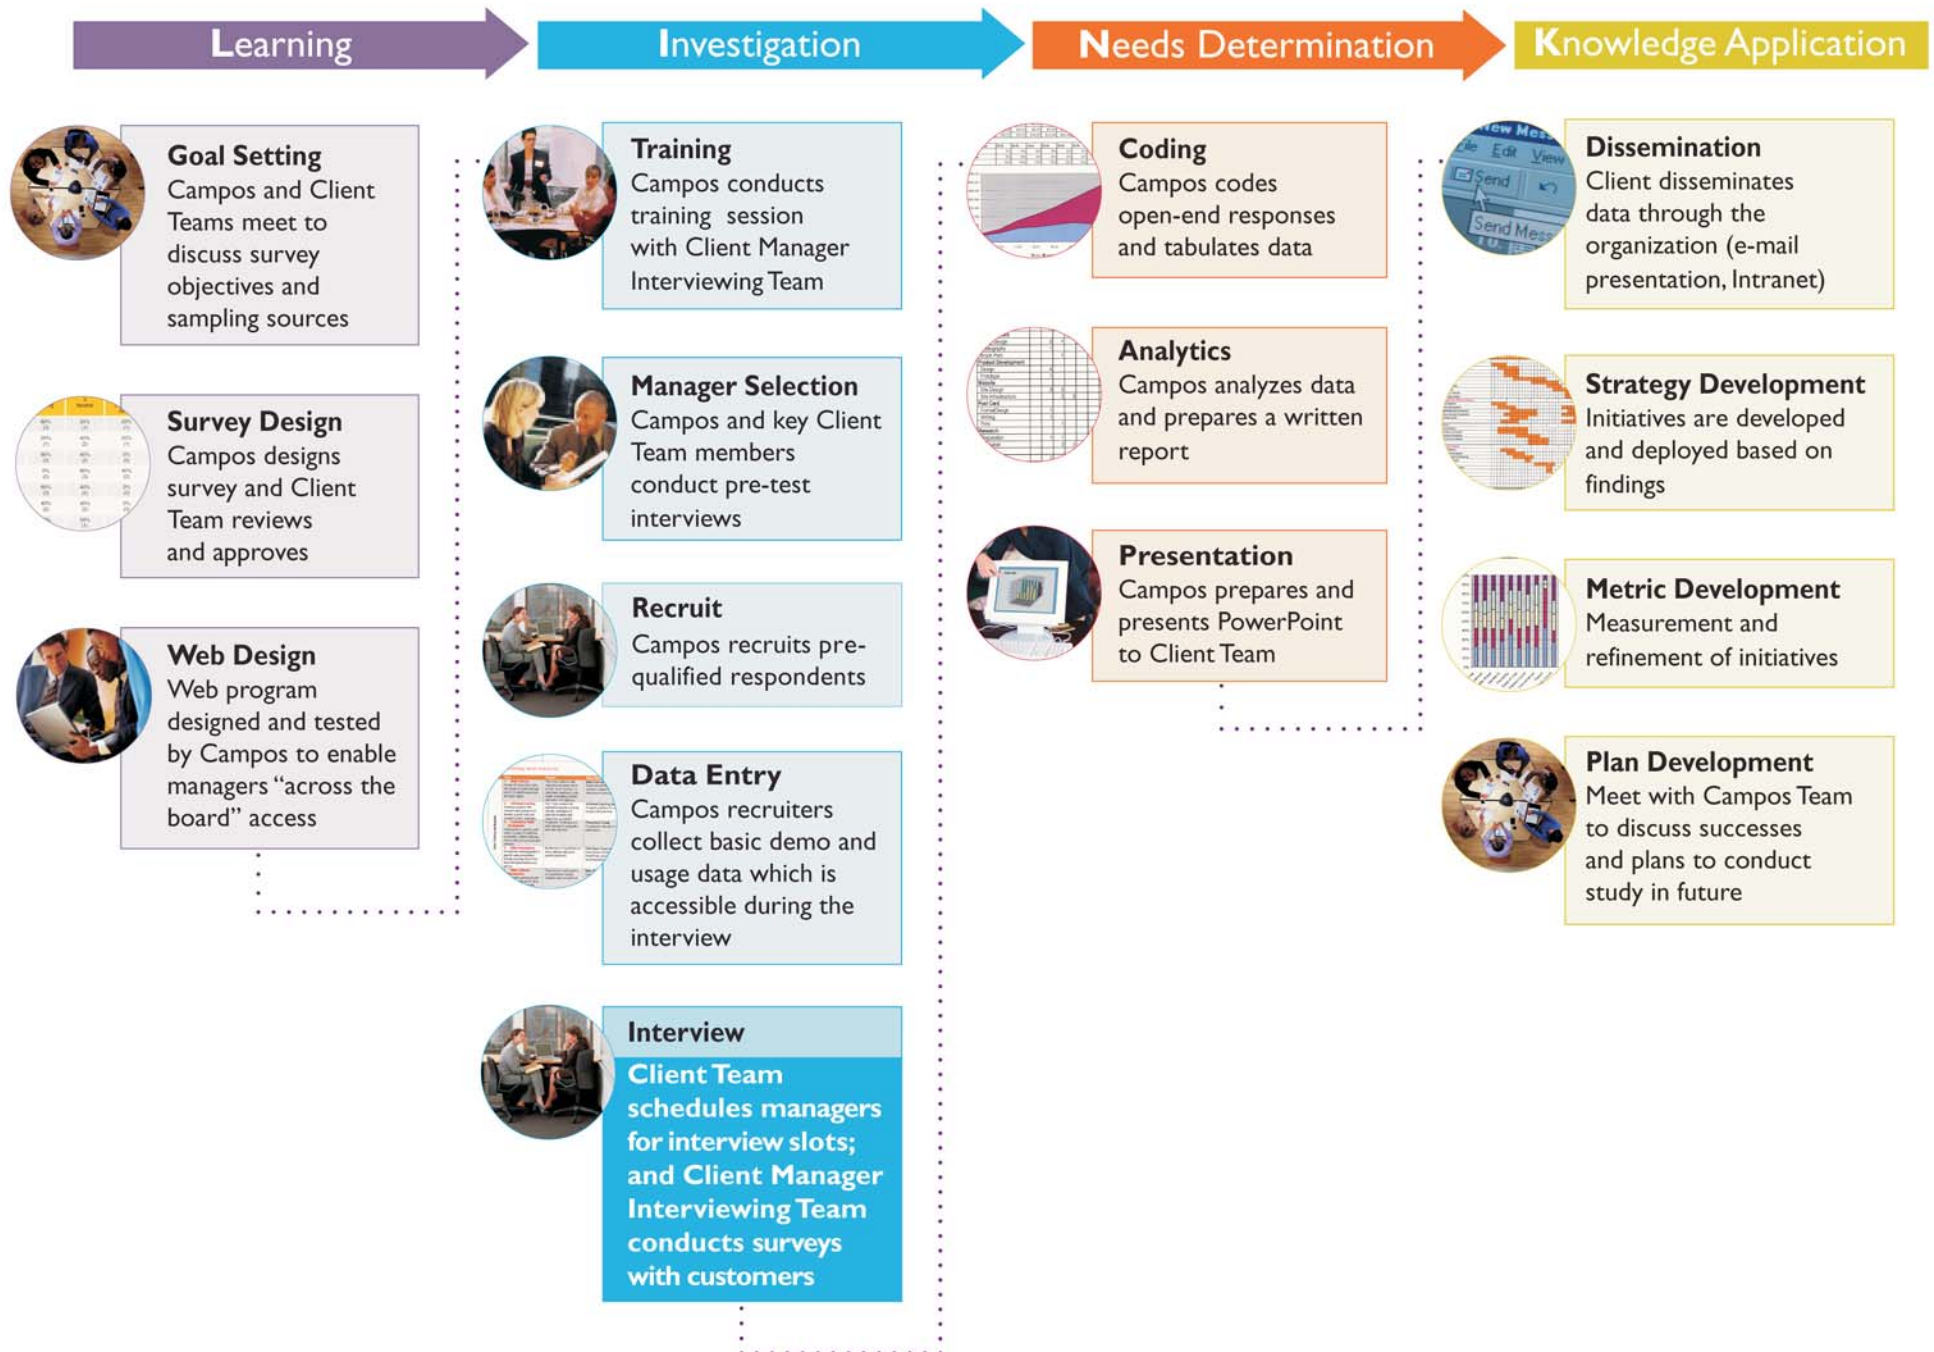 Learning
Investigation
Needs Determination
Knowledge Application
Goal Setting
Campos and Client
Teams meet to
discuss survey
objectives and
sampling sources
Survey Design
Campos designs
survey and Client
Team reviews
and approves
Web Design
Web program
designed and tested
by Campos to enable
managers “across the
board” access
Training
Campos conducts
training session
with Client Manager
Interviewing Team
Manager Selection
Campos and key Client
Team members
conduct pre-test
interviews
Recruit
Campos recruits pre-
qualified respondents
Data Entry
Campos recruiters
collect basic demo and
usage data which is
accessible during the
interview
Interview
Client Team
schedules managers
for interview slots;
and Client Manager
Interviewing Team
conducts surveys
with customers
Coding
Campos codes
open-end responses
and tabulates data
Analytics
Campos analyzes data
and prepares a written
report
Presentation
Campos prepares and
presents PowerPoint
to Client Team
New Mess
File Edit View
Send
Send Mess
Dissemination
Client disseminates
data through the
organization (e-mail
presentation, Intranet)
Strategy Development
Initiatives are developed
and deployed based on
findings
Metric Development
Measurement and
refinement of initiatives
Plan Development
Meet with Campos Team
to discuss successes
and plans to conduct
study in future